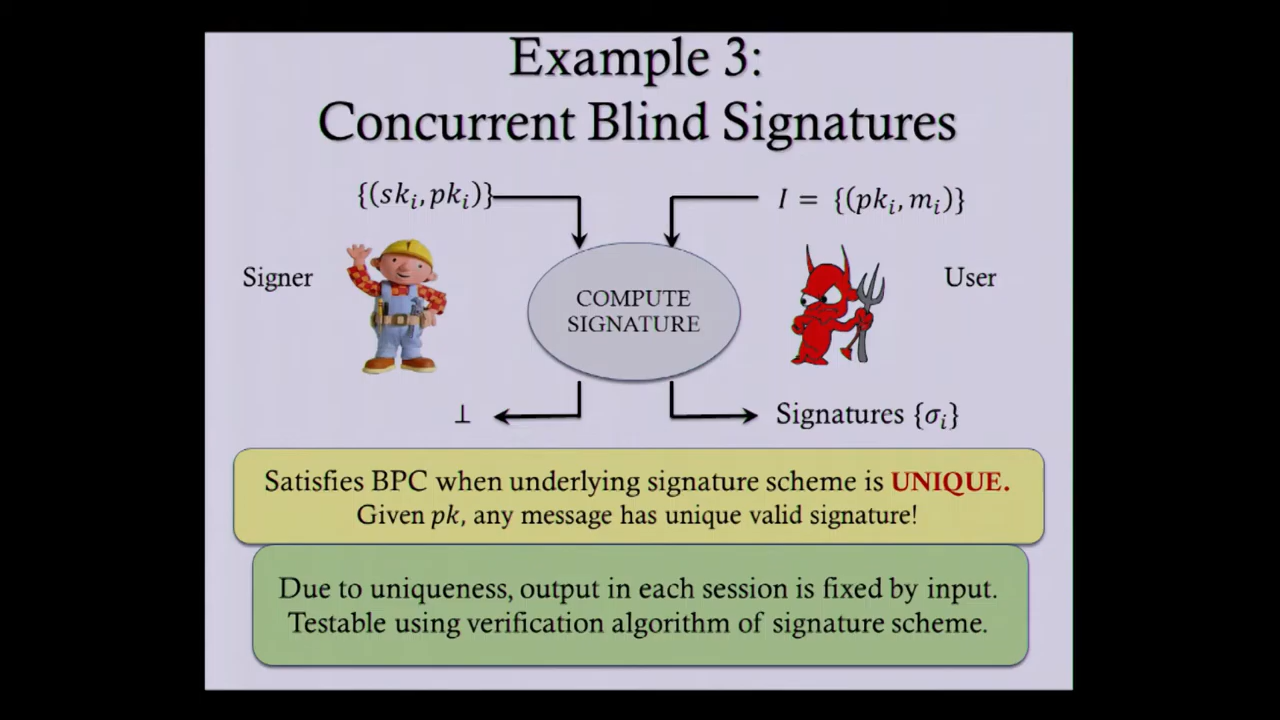 Example 3:
Concurrent Blind Signatures
{(skᵢ, pkᵢ)}
I = {(pkᵢ, mᵢ)}
Signer
User
COMPUTE
SIGNATURE
⊥
Signatures {σᵢ}
Satisfies BPC when underlying signature scheme is UNIQUE.
Given pk, any message has unique valid signature!
Due to uniqueness, output in each session is fixed by input.
Testable using verification algorithm of signature scheme.